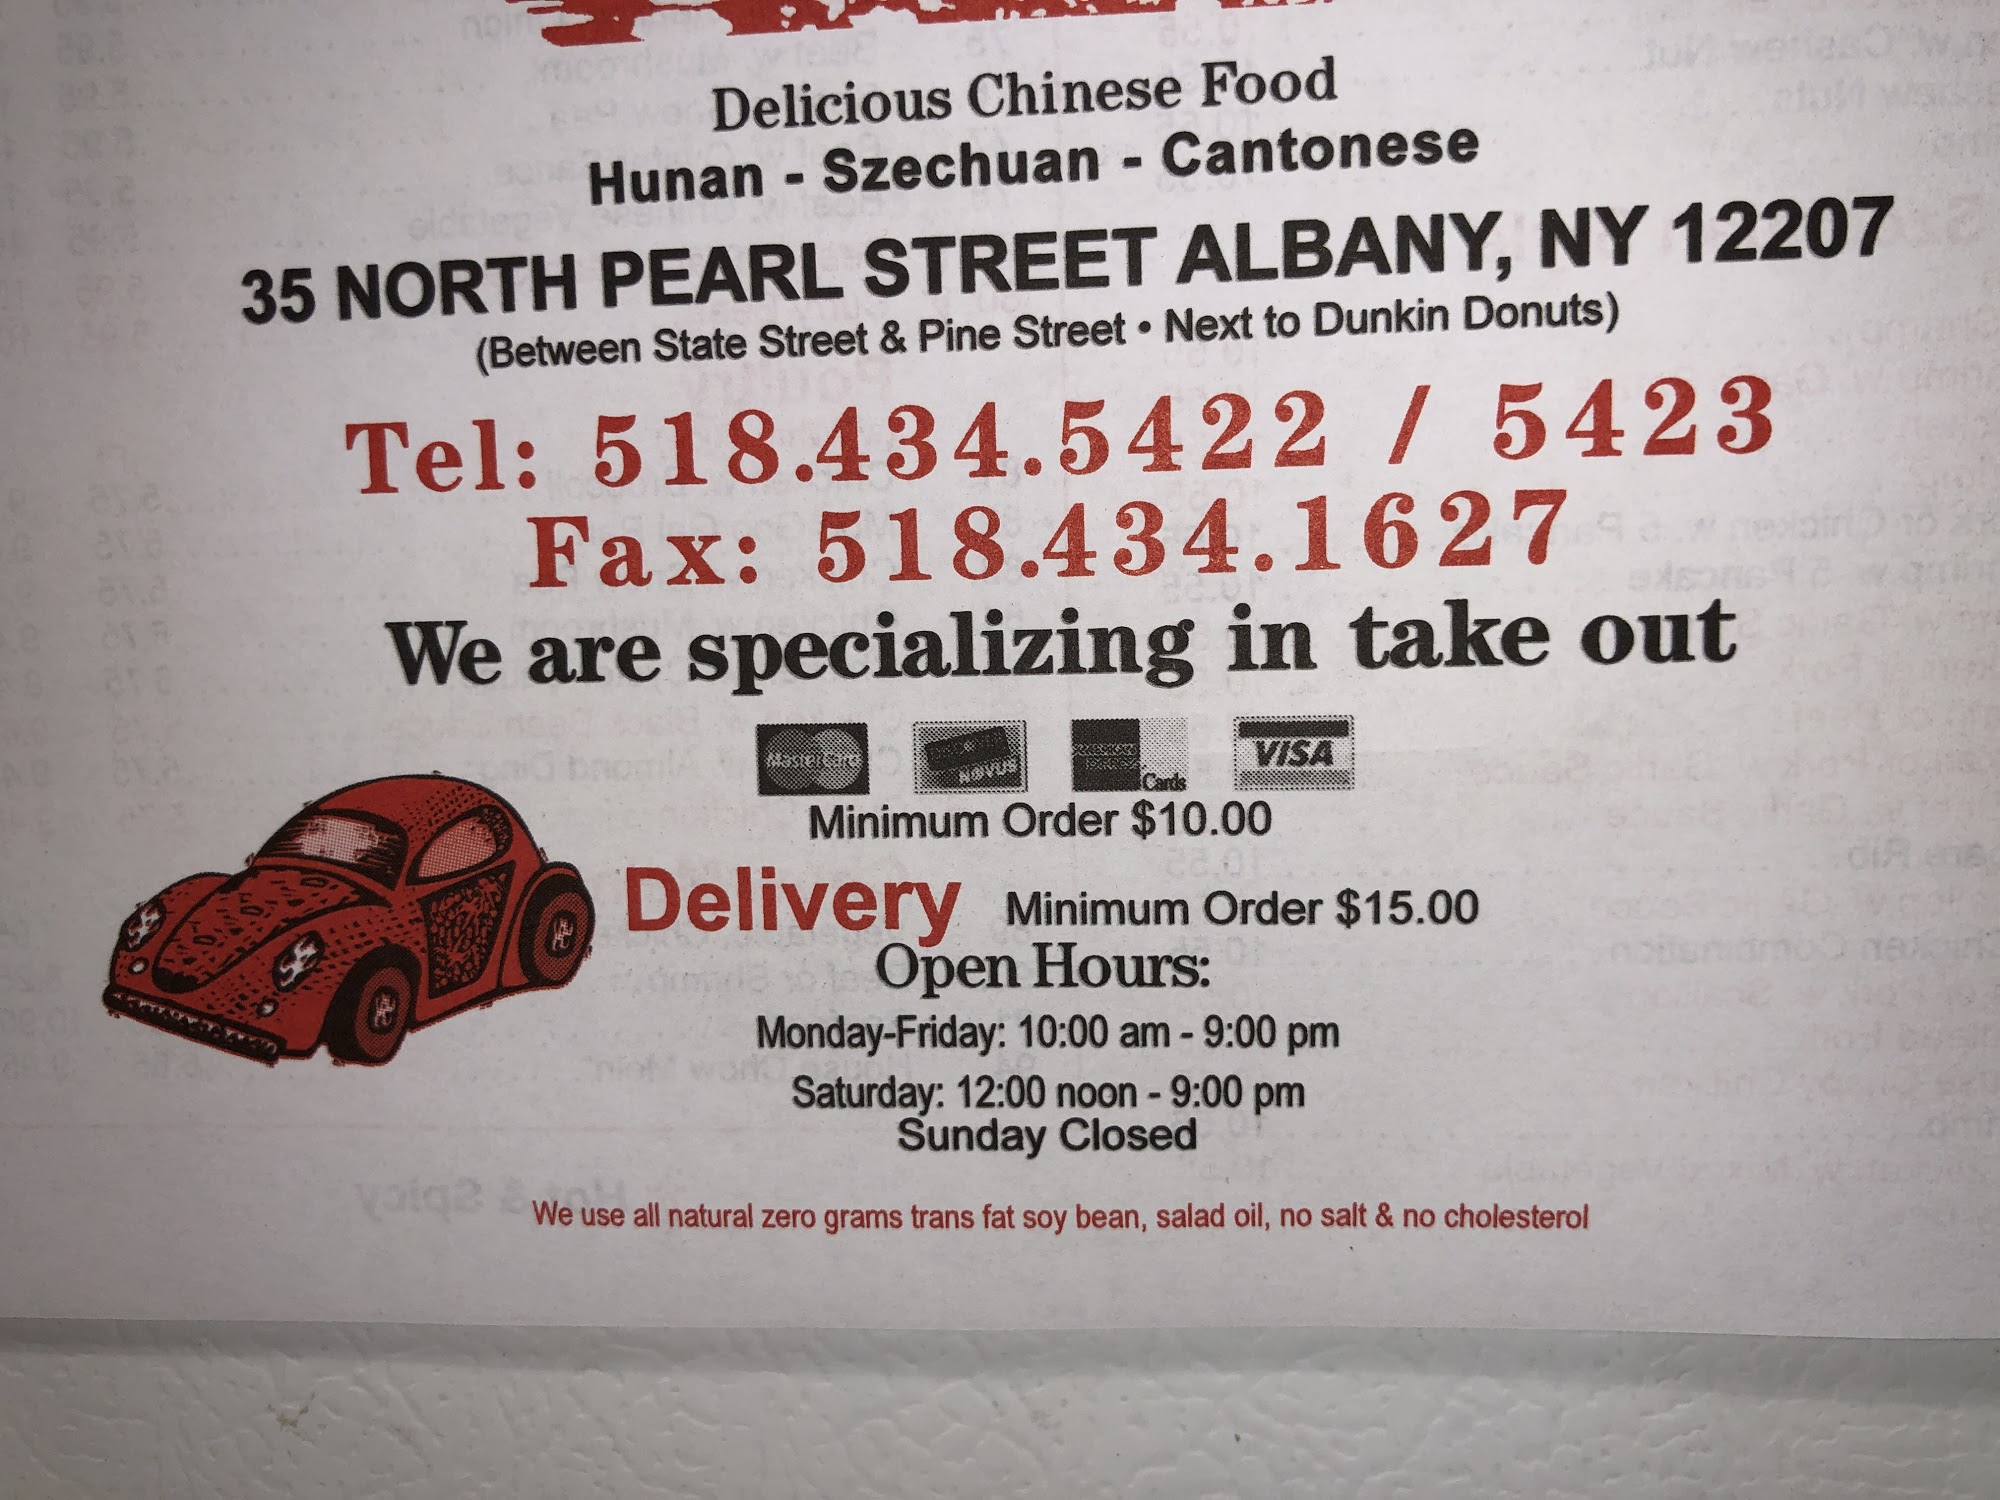 Delicious Chinese Food
Hunan - Szechuan - Cantonese
35 NORTH PEARL STREET ALBANY, NY 12207
(Between State Street & Pine Street • Next to Dunkin Donuts)
Tel: 518.434.5422 / 5423
Fax: 518.434.1627
We are specializing in take out
MasterCard NOVUS Cards VISA
Minimum Order $10.00
Delivery Minimum Order $15.00
Open Hours:
Monday-Friday: 10:00 am - 9:00 pm
Saturday: 12:00 noon - 9:00 pm
Sunday Closed
We use all natural zero grams trans fat soy bean, salad oil, no salt & no cholesterol